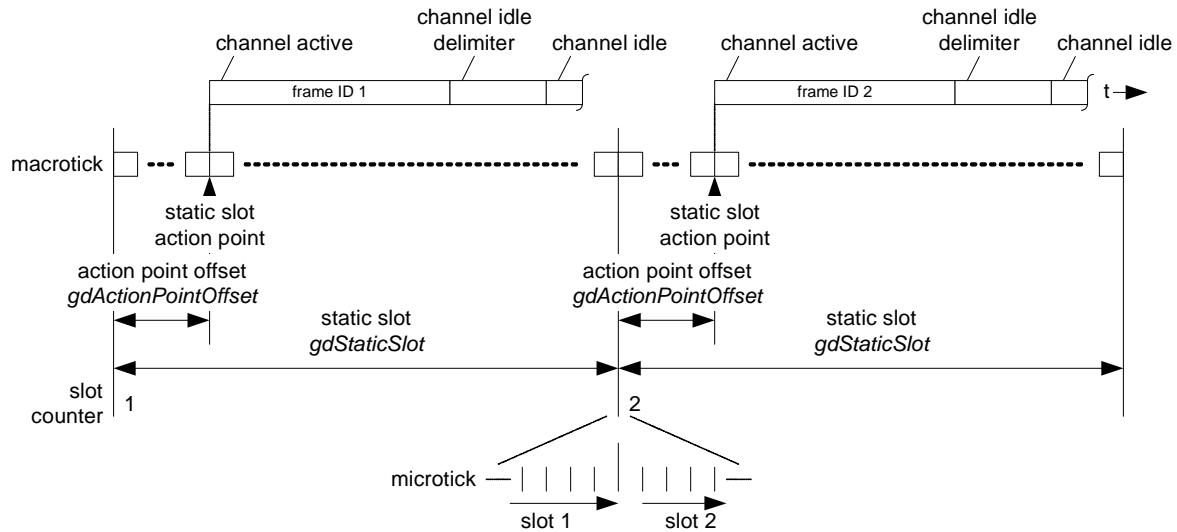 channel idle
channel idle
channel active
delimiter
channel idle
channel active
delimiter
channel idle
frame ID 1
frame ID 2
t
macrotick
static slot
action point
static slot
action point
action point offset
gdActionPointOffset
action point offset
gdActionPointOffset
static slot
gdStaticSlot
static slot
gdStaticSlot
slot
counter
1
2
microtick
slot 1
slot 2